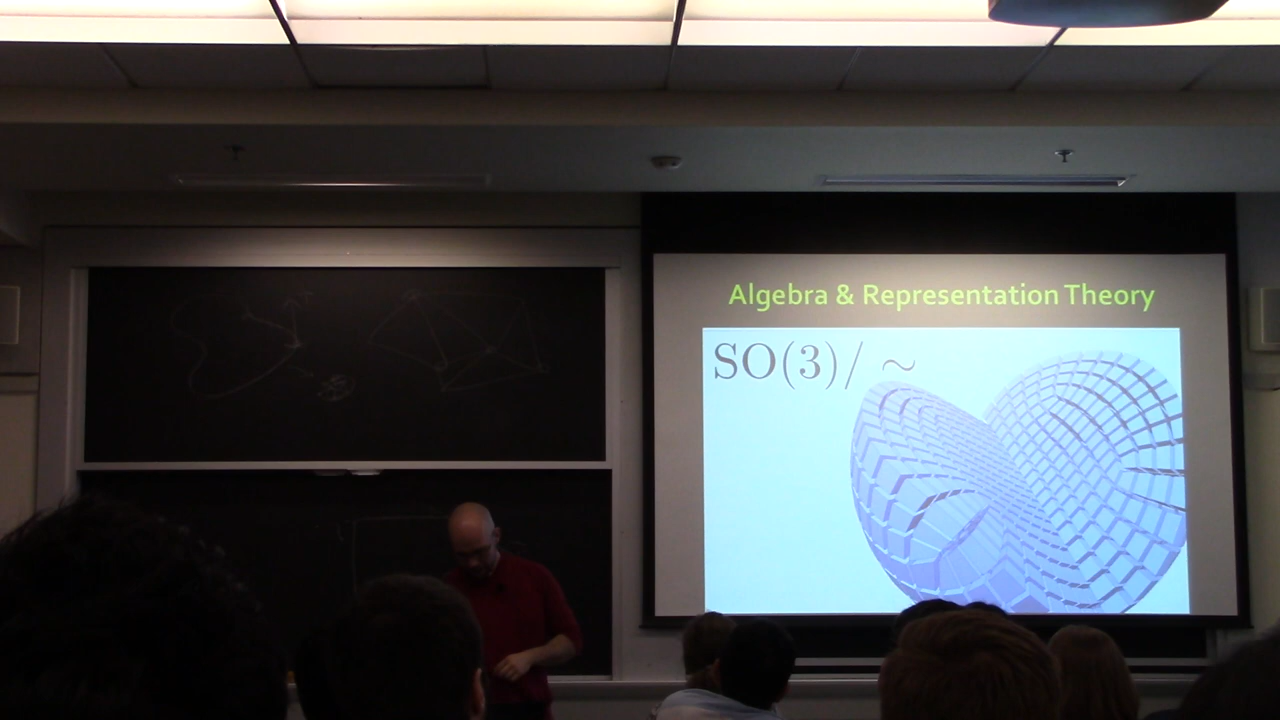 Algebra & Representation Theory
SO(3)/ ~